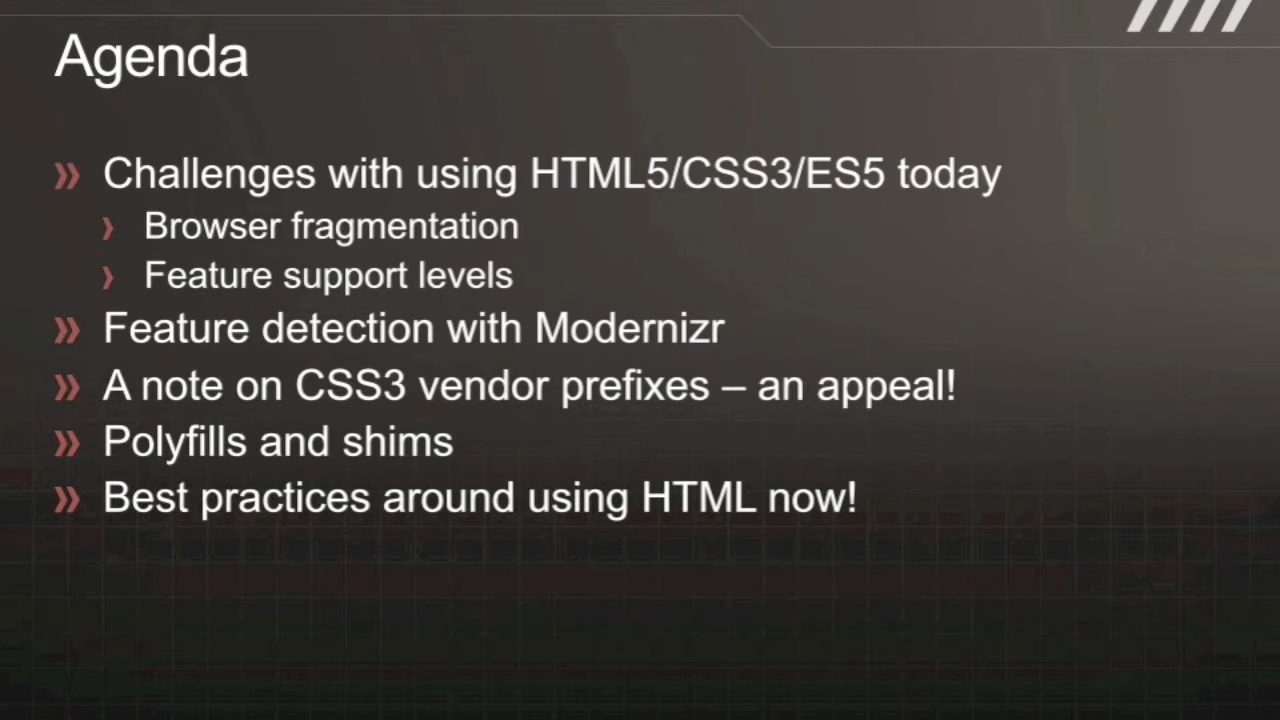 Agenda
Challenges with using HTML5/CSS3/ES5 today
Browser fragmentation
Feature support levels
Feature detection with Modernizr
A note on CSS3 vendor prefixes – an appeal!
Polyfills and shims
Best practices around using HTML now!